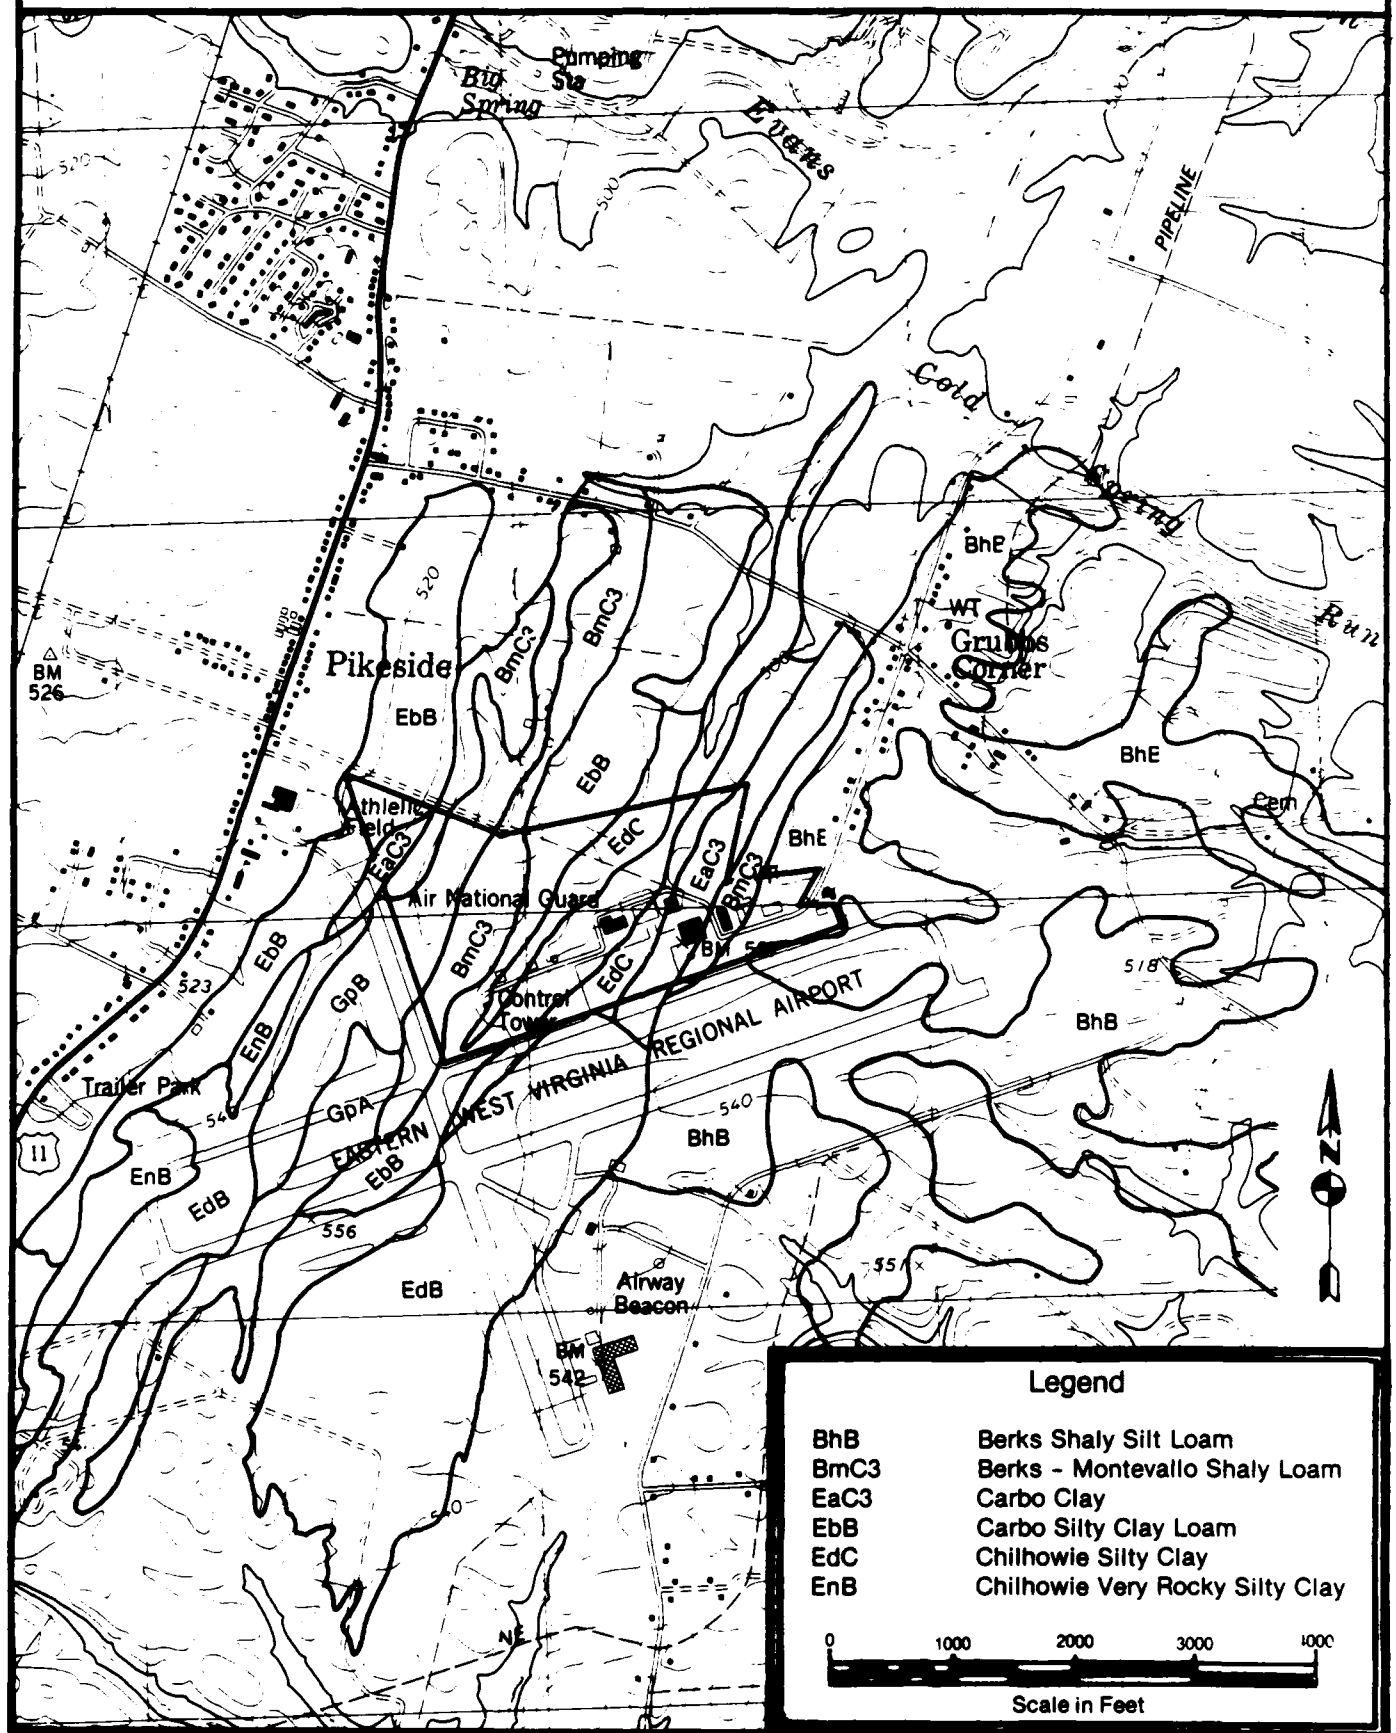 Pumping
Sta
Big
Spring
Evans
520
500
500
PIPELINE
Cold
Spring
Run
BhE
WT
Grubbs
Corner
520
BmC3
BmC3
Pikeside
EbB
BM
526
500
BhE
EbB
Cem
Athletic
Field
EaC3
EdC
EaC3
BhE
BmC3
Air National Guard
BmC3
EbB
BM
EdC
518
523
GpB
Control
Tower
EnB
BhB
EASTERN WEST VIRGINIA REGIONAL AIRPORT
Trailer Park
540
GpA
540
BhB
11
EnB
EbB
EdB
N
556
551
EdB
Airway
Beacon
BM
542
540
NE
Legend
BhB Berks Shaly Silt Loam
BmC3 Berks - Montevallo Shaly Loam
EaC3 Carbo Clay
EbB Carbo Silty Clay Loam
EdC Chilhowie Silty Clay
EnB Chilhowie Very Rocky Silty Clay
0 1000 2000 3000 4000
Scale in Feet